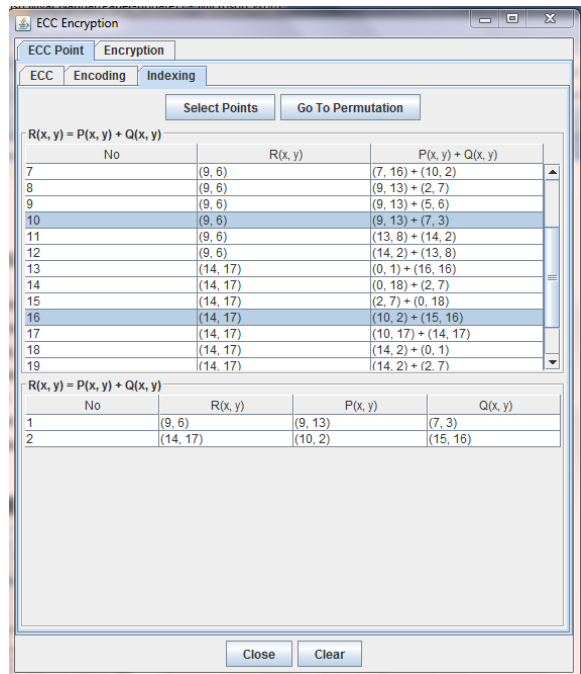 ECC Encryption
ECC Point Encryption
ECC Encoding Indexing
Select Points Go To Permutation
R(x, y) = P(x, y) + Q(x, y)
No R(x, y) P(x, y) + Q(x, y)
7 (9, 6) (7, 16) + (10, 2)
8 (9, 6) (9, 13) + (2, 7)
9 (9, 6) (9, 13) + (5, 6)
10 (9, 6) (9, 13) + (7, 3)
11 (9, 6) (13, 8) + (14, 2)
12 (9, 6) (14, 2) + (13, 8)
13 (14, 17) (0, 1) + (16, 16)
14 (14, 17) (0, 18) + (2, 7)
15 (14, 17) (2, 7) + (0, 18)
16 (14, 17) (10, 2) + (15, 16)
17 (14, 17) (10, 17) + (14, 17)
18 (14, 17) (14, 2) + (0, 1)
19 (14, 17) (14, 2) + (2, 7)
R(x, y) = P(x, y) + Q(x, y)
No R(x, y) P(x, y) Q(x, y)
1 (9, 6) (9, 13) (7, 3)
2 (14, 17) (10, 2) (15, 16)
Close Clear